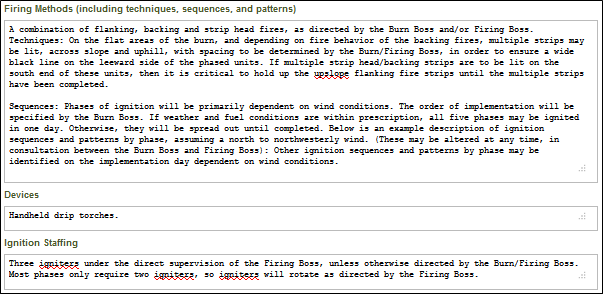 Firing Methods (including techniques, sequences, and patterns)
A combination of flanking, backing and strip head fires, as directed by the Burn Boss and/or Firing Boss.
Techniques: On the flat areas of the burn, and depending on fire behavior of the backing fires, multiple strips may
be lit, across slope and uphill, with spacing to be determined by the Burn/Firing Boss, in order to ensure a wide
black line on the leeward side of the phased units. If multiple strip head/backing strips are to be lit on the
south end of these units, then it is critical to hold up the upslope flanking fire strips until the multiple strips
have been completed.
Sequences: Phases of ignition will be primarily dependent on wind conditions. The order of implementation will be
specified by the Burn Boss. If weather and fuel conditions are within prescription, all five phases may be ignited
in one day. Otherwise, they will be spread out until completed. Below is an example description of ignition
sequences and patterns by phase, assuming a north to northwesterly wind. (These may be altered at any time, in
consultation between the Burn Boss and Firing Boss): Other ignition sequences and patterns by phase may be
identified on the implementation day dependent on wind conditions.
Devices
Handheld drip torches.
Ignition Staffing
Three igniters under the direct supervision of the Firing Boss, unless otherwise directed by the Burn/Firing Boss.
Most phases only require two igniters, so igniters will rotate as directed by the Firing Boss.